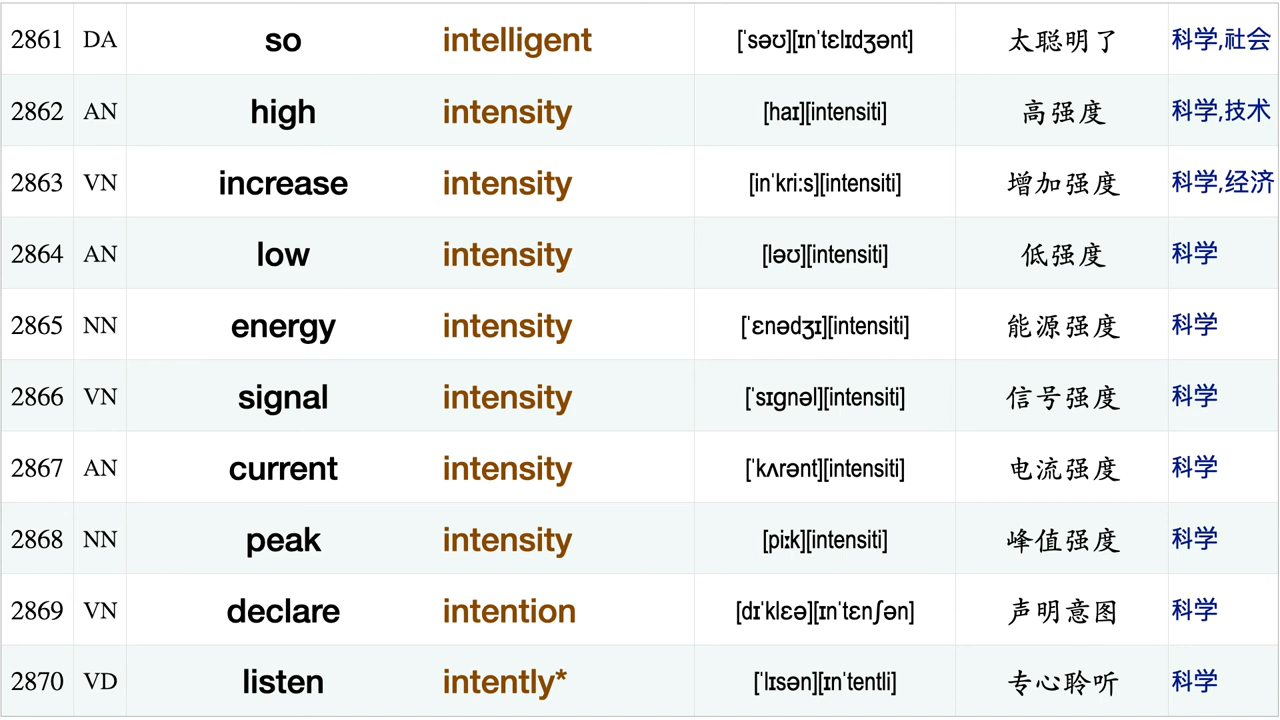 2861 DA so intelligent [ˈsəʊ][ɪnˈtɛlɪdʒənt] 太聪明了 科学,社会
2862 AN high intensity [haɪ][intensiti] 高强度 科学,技术
2863 VN increase intensity [inˈkri:s][intensiti] 增加强度 科学,经济
2864 AN low intensity [ləʊ][intensiti] 低强度 科学
2865 NN energy intensity [ˈɛnədʒɪ][intensiti] 能源强度 科学
2866 VN signal intensity [ˈsɪɡnəl][intensiti] 信号强度 科学
2867 AN current intensity [ˈkʌrənt][intensiti] 电流强度 科学
2868 NN peak intensity [piːk][intensiti] 峰值强度 科学
2869 VN declare intention [dɪˈklɛə][ɪnˈtɛnʃən] 声明意图 科学
2870 VD listen intently* [ˈlɪsən][ɪnˈtentli] 专心聆听 科学